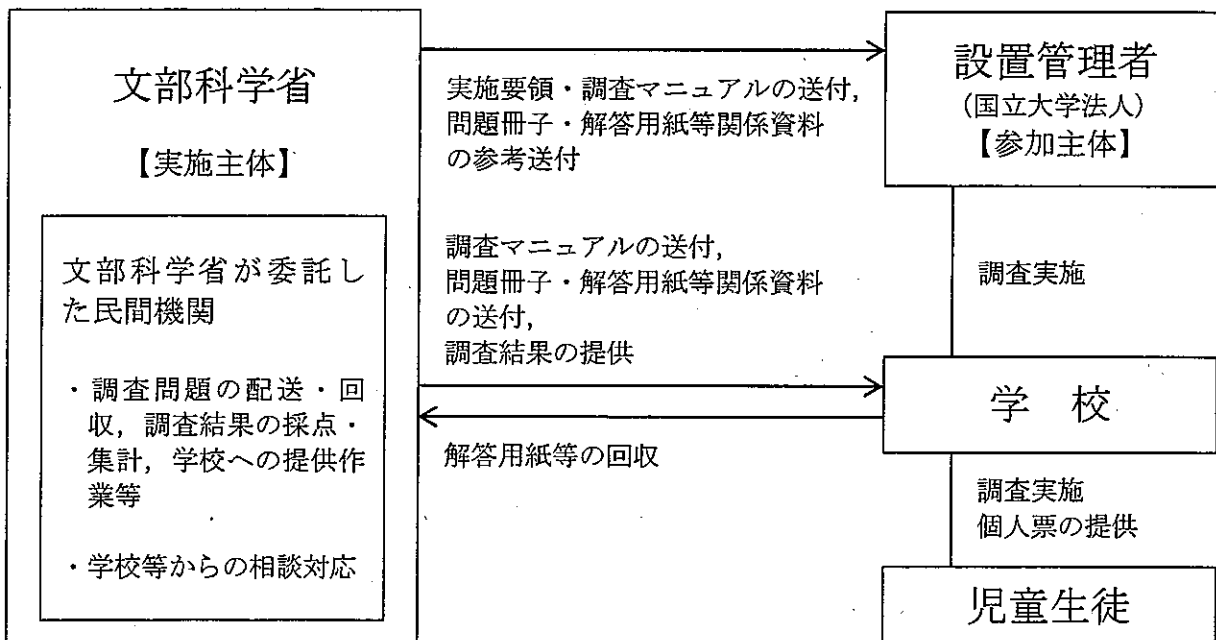 文部科学省
【実施主体】
文部科学省が委託し
た民間機関
・調査問題の配送・回
収，調査結果の採点・
集計，学校への提供作
業等
・学校等からの相談対応
実施要領・調査マニュアルの送付，
問題冊子・解答用紙等関係資料
の参考送付
調査マニュアルの送付，
問題冊子・解答用紙等関係資料
の送付，
調査結果の提供
解答用紙等の回収
設置管理者
（国立大学法人）
【参加主体】
調査実施
学　校
調査実施
個人票の提供
児童生徒